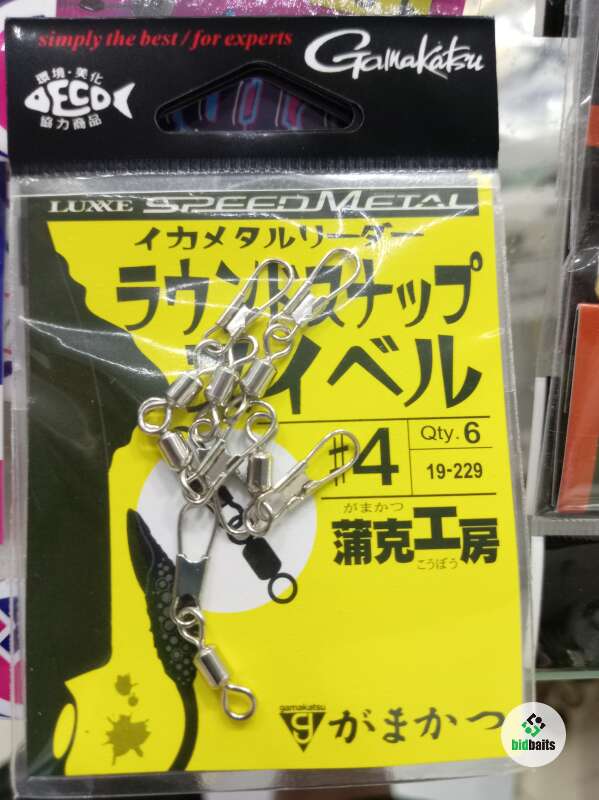 simply the best / for experts
Gamakatsu
環境・美化
ECO
協力商品
LUXXE SPEEDMETAL
イカメタルリーダー
ラウンドスナップ
イベル
#4
Qty. 6
19-229
がまかつ
蒲克工房
こうぼう
gamakatsu
g
がまかつ
bidbaits